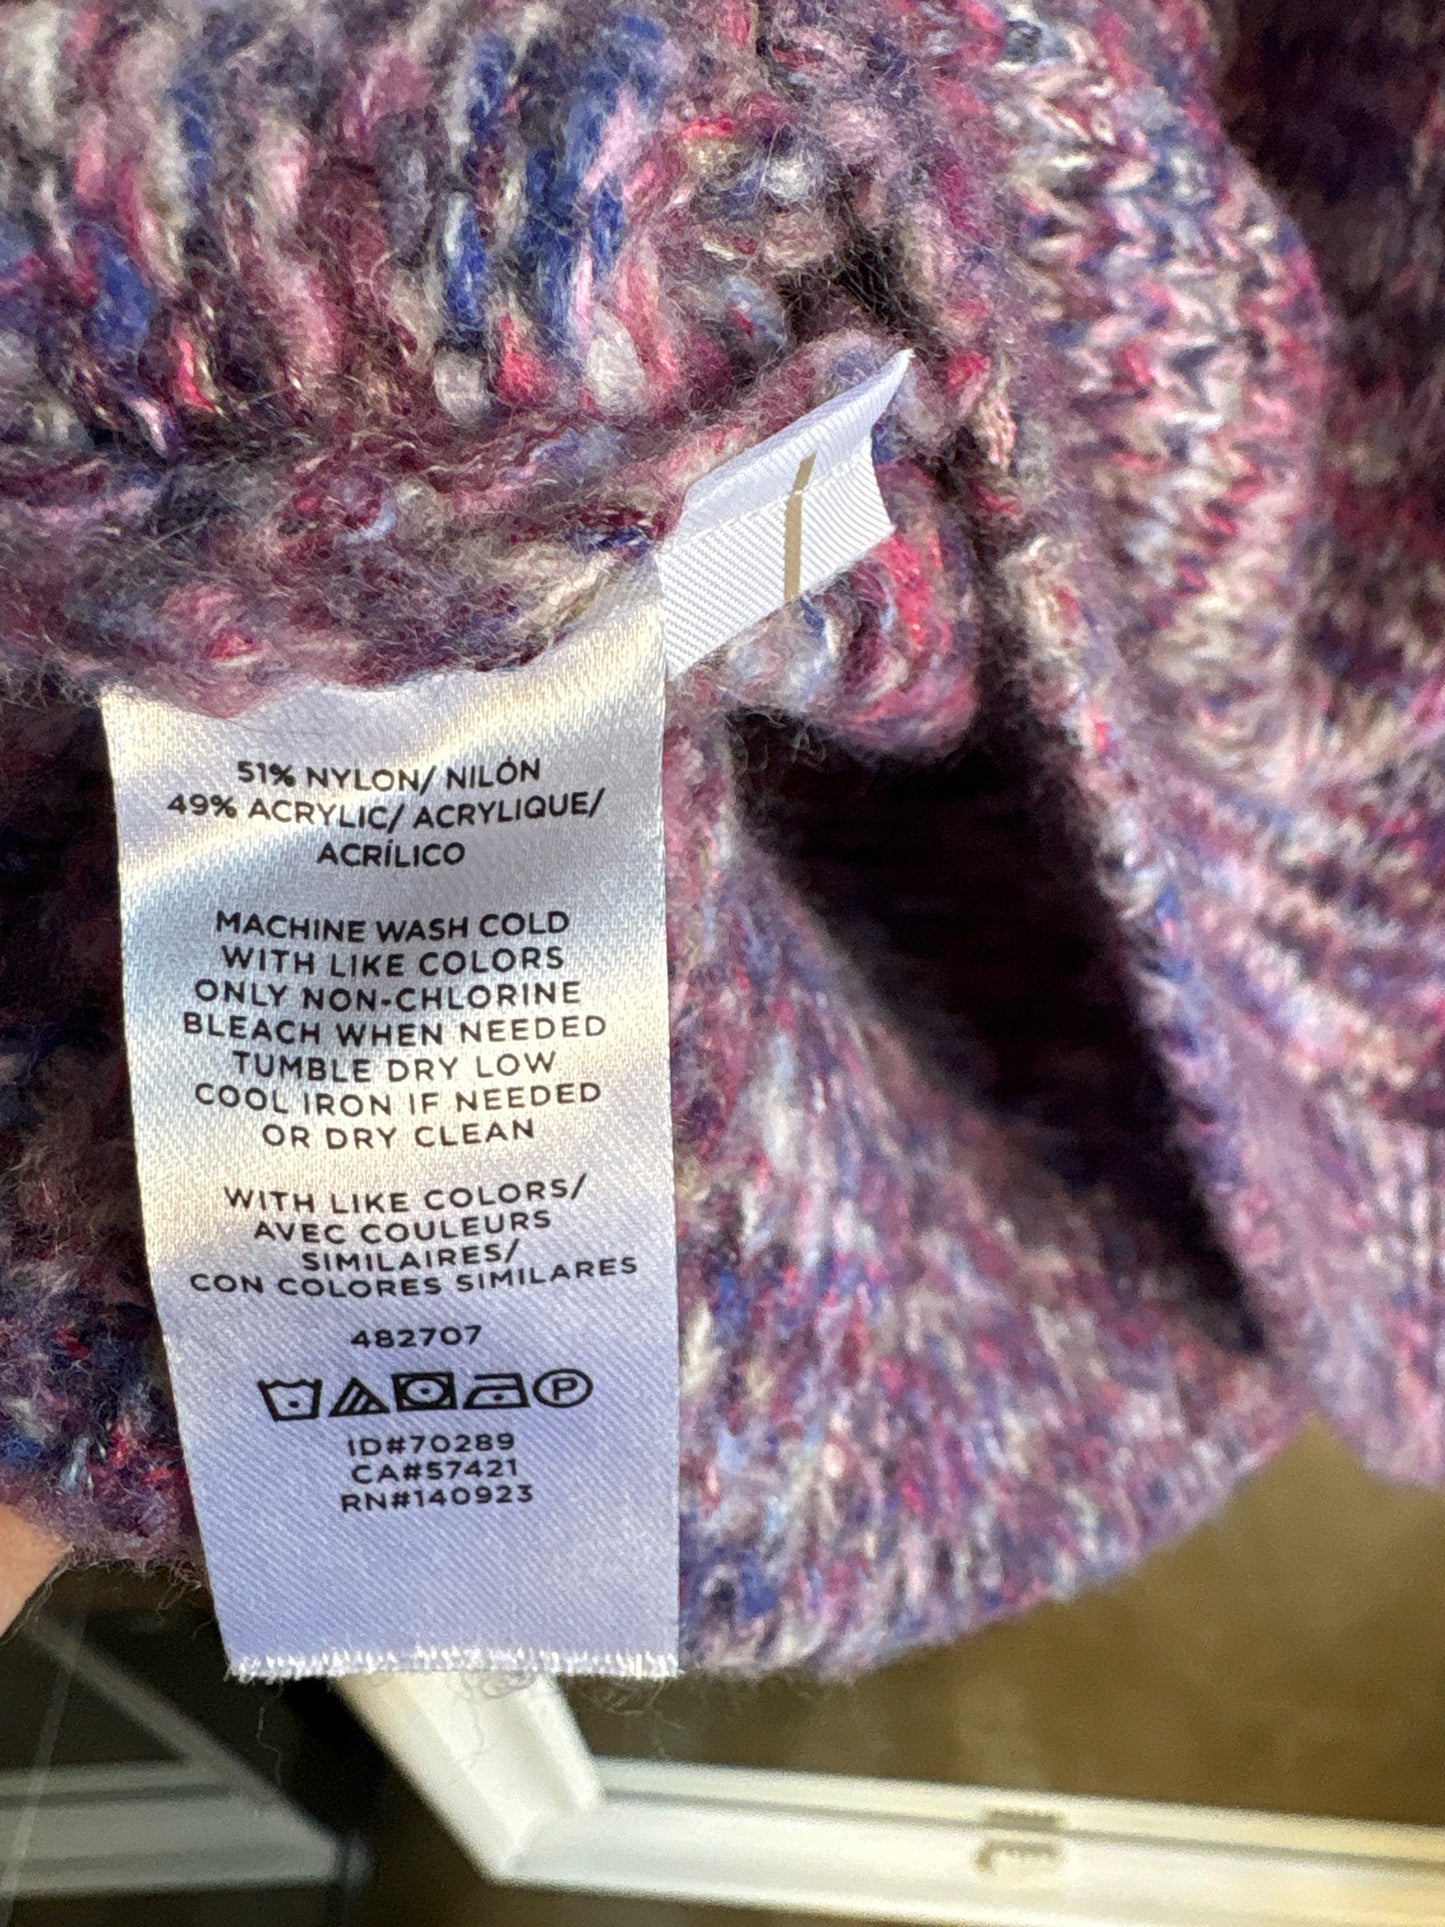 51% NYLON/ NILÓN
49% ACRYLIC/ ACRYLIQUE/
ACRÍLICO
MACHINE WASH COLD
WITH LIKE COLORS
ONLY NON-CHLORINE
BLEACH WHEN NEEDED
TUMBLE DRY LOW
COOL IRON IF NEEDED
OR DRY CLEAN
WITH LIKE COLORS/
AVEC COULEURS
SIMILAIRES/
CON COLORES SIMILARES
482707
P
ID#70289
CA#57421
RN#140923